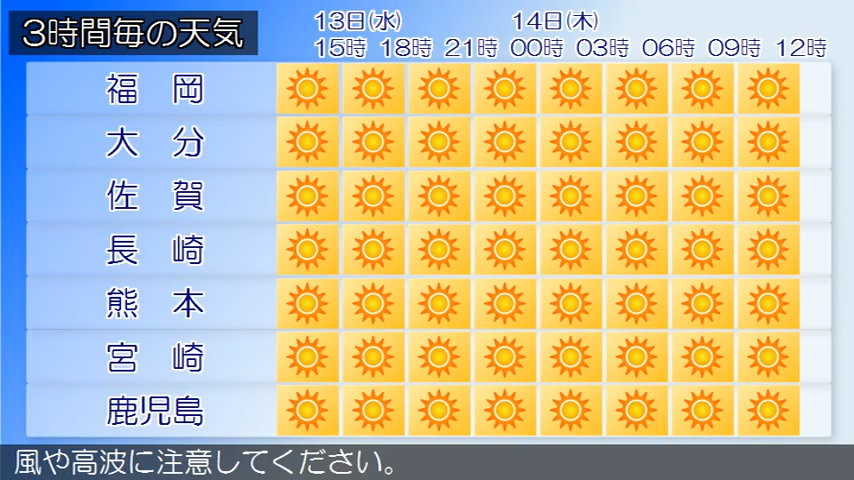 3時間毎の天気
13日(水) 14日(木)
15時 18時 21時 00時 03時 06時 09時 12時
福岡
大分
佐賀
長崎
熊本
宮崎
鹿児島
風や高波に注意してください。